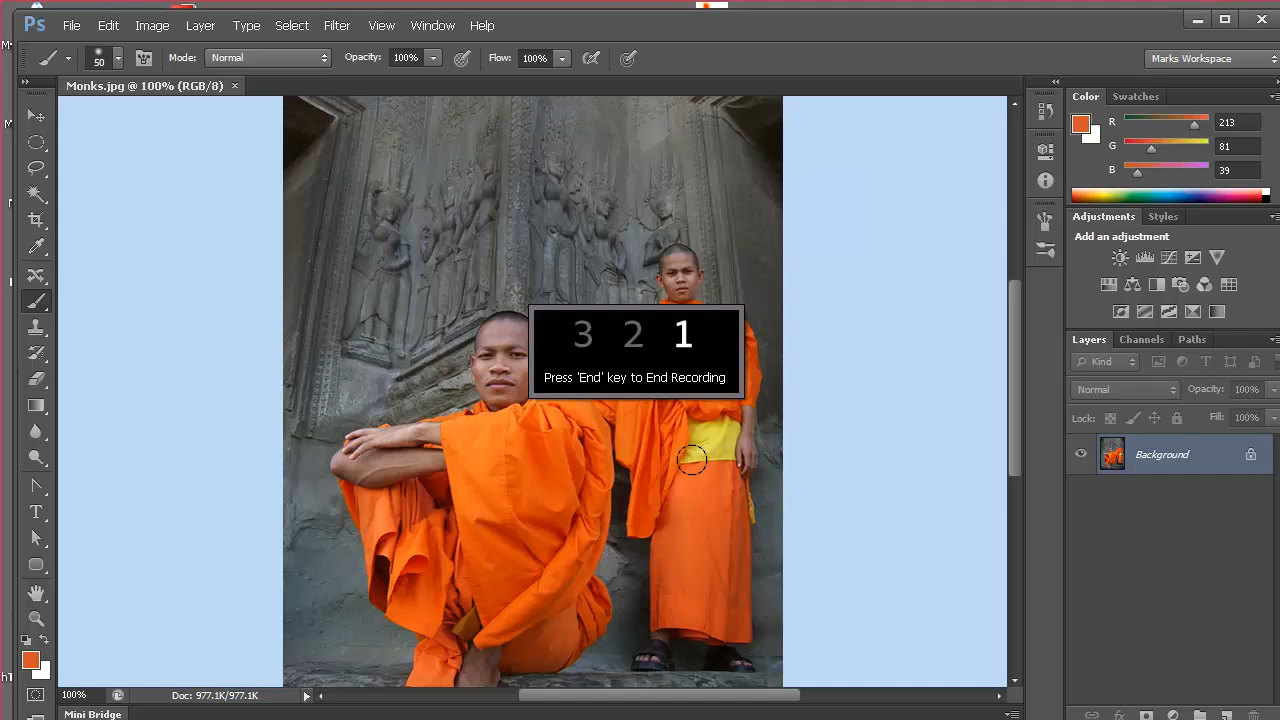 Ps File Edit Image Layer Type Select Filter View Window Help
50 Mode: Normal Opacity: 100% Flow: 100% Marks Workspace
Monks.jpg @ 100% (RGB/8) ×
Color Swatches
R 213
G 81
B 39
Adjustments Styles
Add an adjustment
3 2 1
Press 'End' key to End Recording
Layers Channels Paths
Kind
Normal Opacity: 100%
Lock: Fill: 100%
Background
100% Doc: 977.1K/977.1K
Mini Bridge